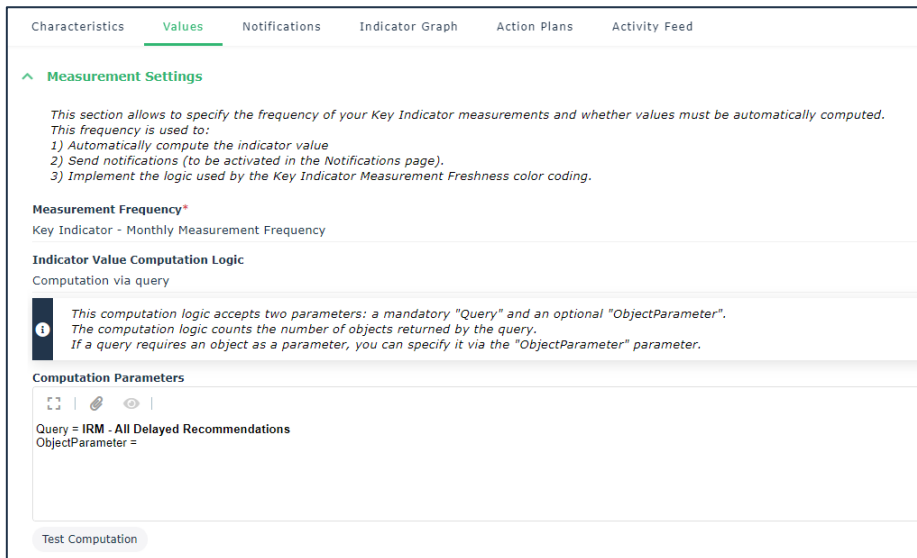 Characteristics Values Notifications Indicator Graph Action Plans Activity Feed
Measurement Settings
This section allows to specify the frequency of your Key Indicator measurements and whether values must be automatically computed.
This frequency is used to:
1) Automatically compute the indicator value
2) Send notifications (to be activated in the Notifications page).
3) Implement the logic used by the Key Indicator Measurement Freshness color coding.
Measurement Frequency*
Key Indicator - Monthly Measurement Frequency
Indicator Value Computation Logic
Computation via query
This computation logic accepts two parameters: a mandatory "Query" and an optional "ObjectParameter".
The computation logic counts the number of objects returned by the query.
If a query requires an object as a parameter, you can specify it via the "ObjectParameter" parameter.
Computation Parameters
Query = IRM - All Delayed Recommendations
ObjectParameter =
Test Computation